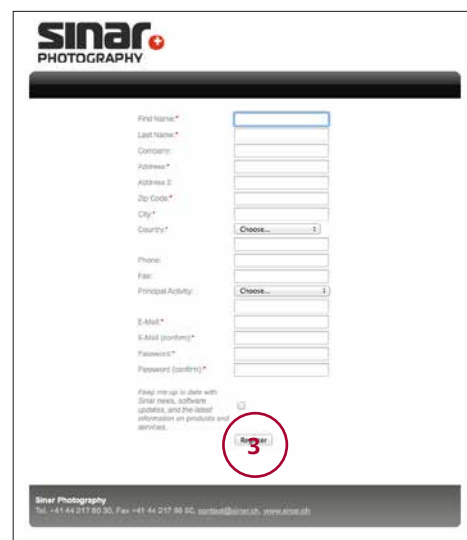 sinar
PHOTOGRAPHY
First Name:*
Last Name:*
Company:
Address:*
Address 2:
Zip Code:*
City:*
Country:*
Choose...
Phone:
Fax:
Principal Activity:
Choose...
E-Mail:*
E-Mail (confirm):*
Password:*
Password (confirm):*
Keep me up to date with
Sinar news, software
updates, and the latest
information on products and
services.
Register
3
Sinar Photography
Tel. +41 44 217 80 30, Fax +41 44 217 88 80, contact@sinar.ch, www.sinar.ch